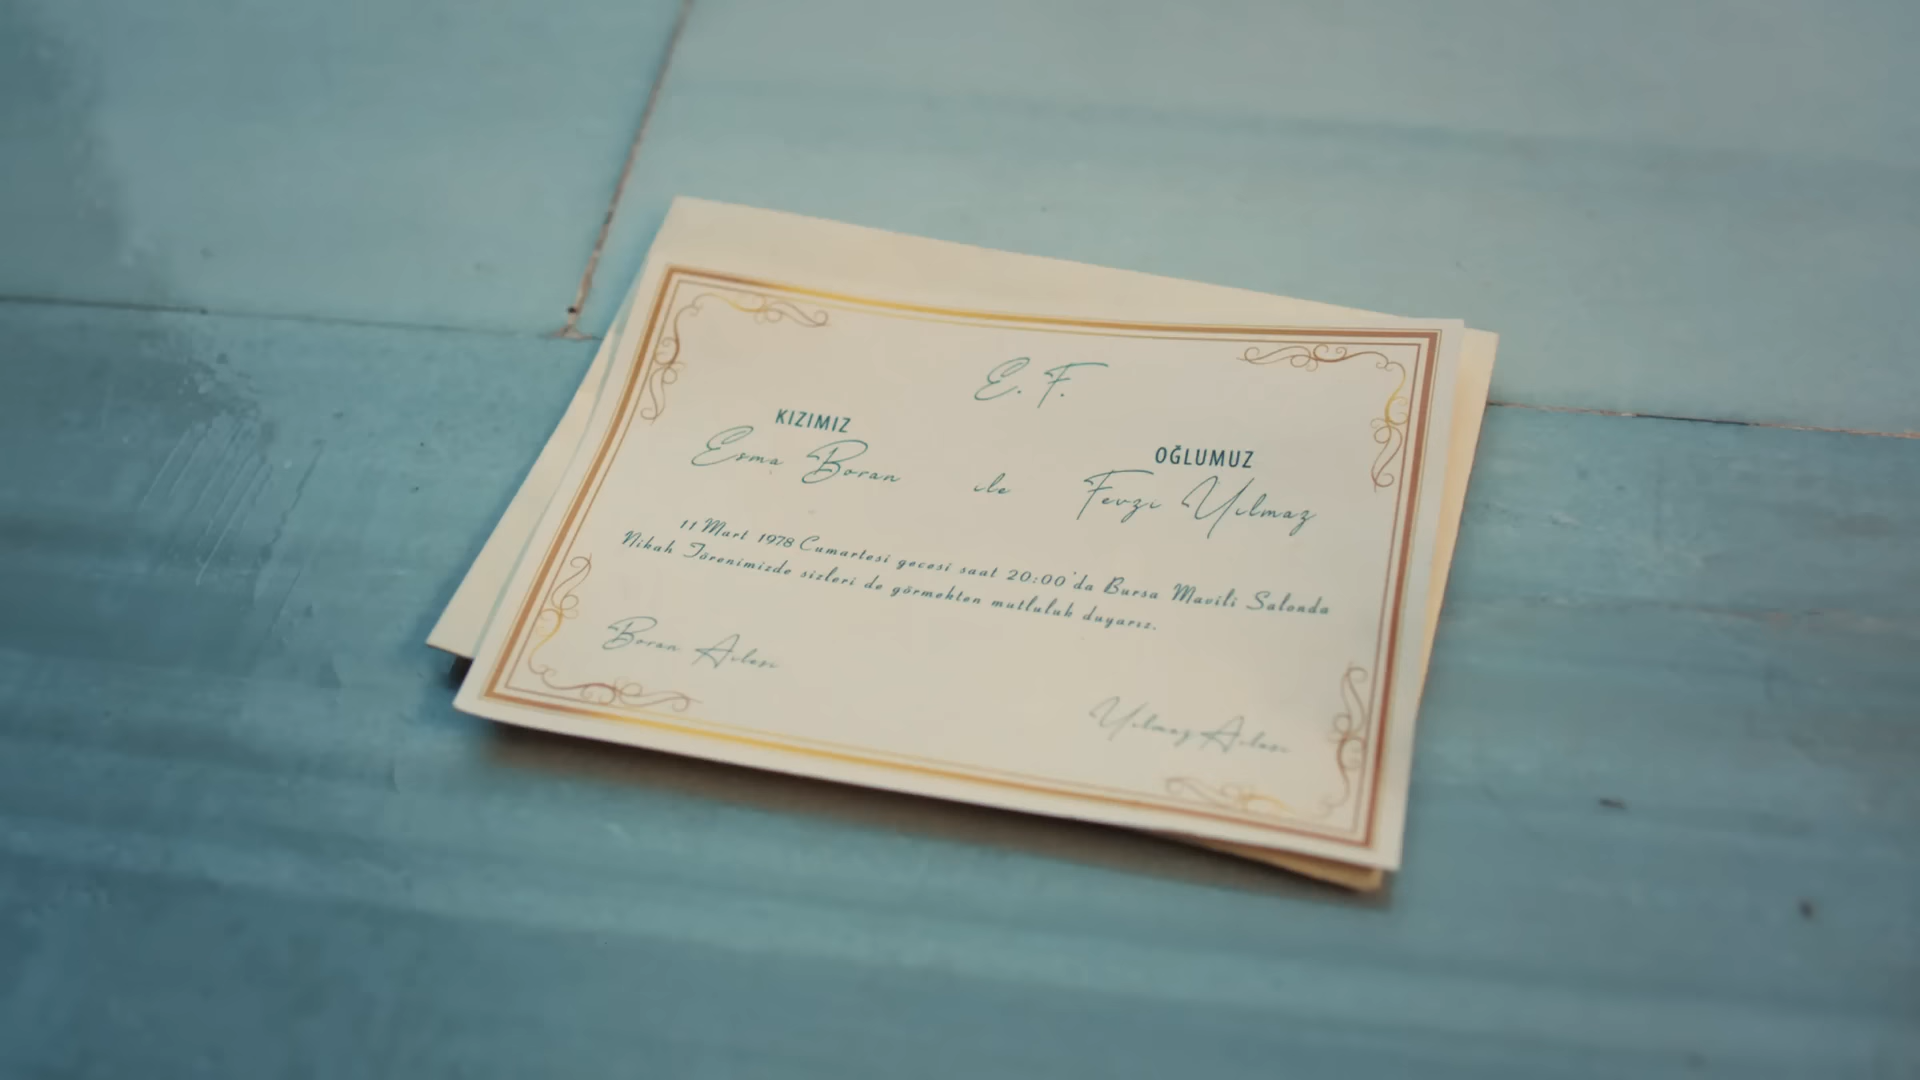 E. F.
KIZIMIZ
Esma Boran
ile
OĞLUMUZ
Fevzi Yılmaz
11 Mart 1978 Cumartesi gecesi saat 20:00'da Bursa Mavili Salonda
Nikah Törenimizde sizleri de görmekten mutluluk duyarız.
Boran Ailesi
Yılmaz Ailesi